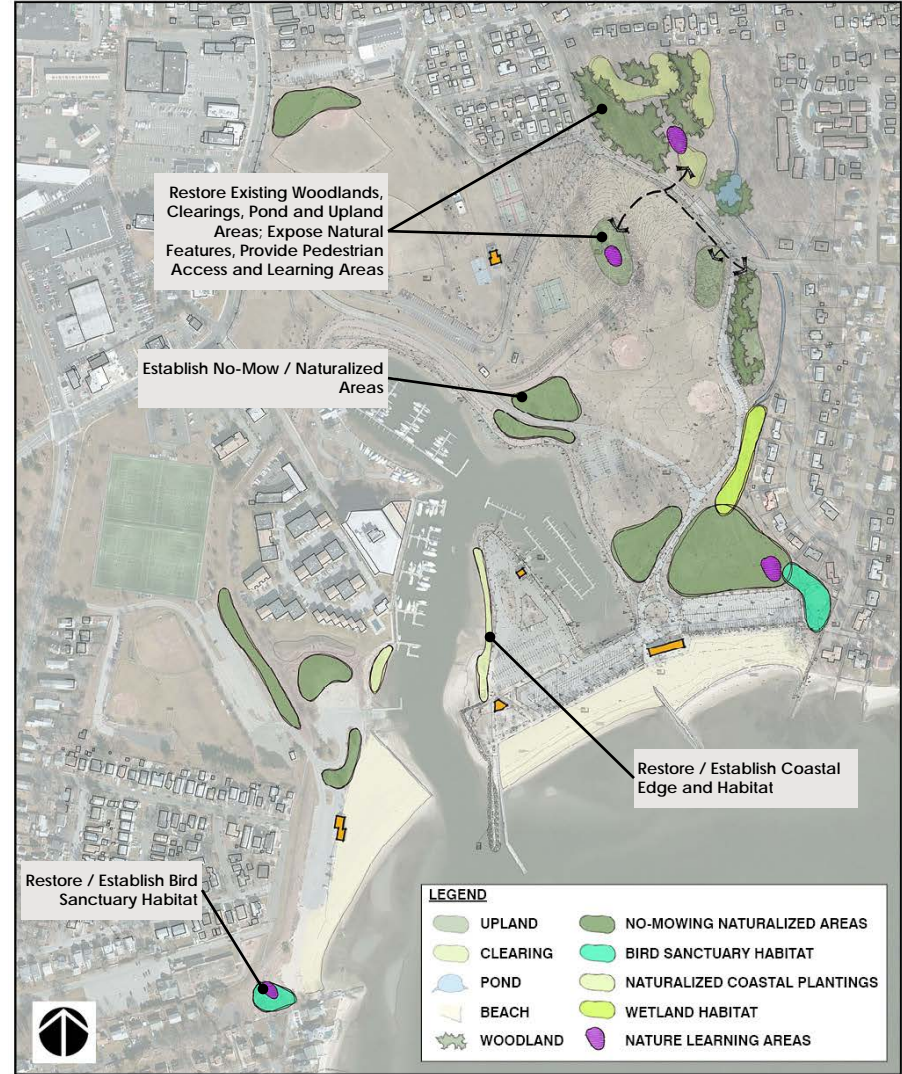 Restore Existing Woodlands,
Clearings, Pond and Upland
Areas; Expose Natural
Features, Provide Pedestrian
Access and Learning Areas
Establish No-Mow / Naturalized
Areas
Restore / Establish Coastal
Edge and Habitat
Restore / Establish Bird
Sanctuary Habitat
LEGEND
UPLAND
CLEARING
POND
BEACH
WOODLAND
NO-MOWING NATURALIZED AREAS
BIRD SANCTUARY HABITAT
NATURALIZED COASTAL PLANTINGS
WETLAND HABITAT
NATURE LEARNING AREAS